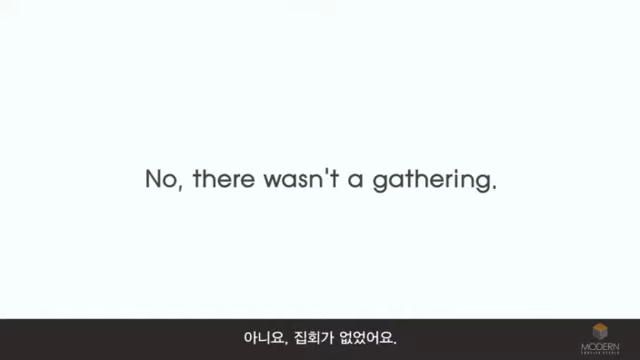 No, there wasn't a gathering.
아니요, 집회가 없었어요.
MODERN